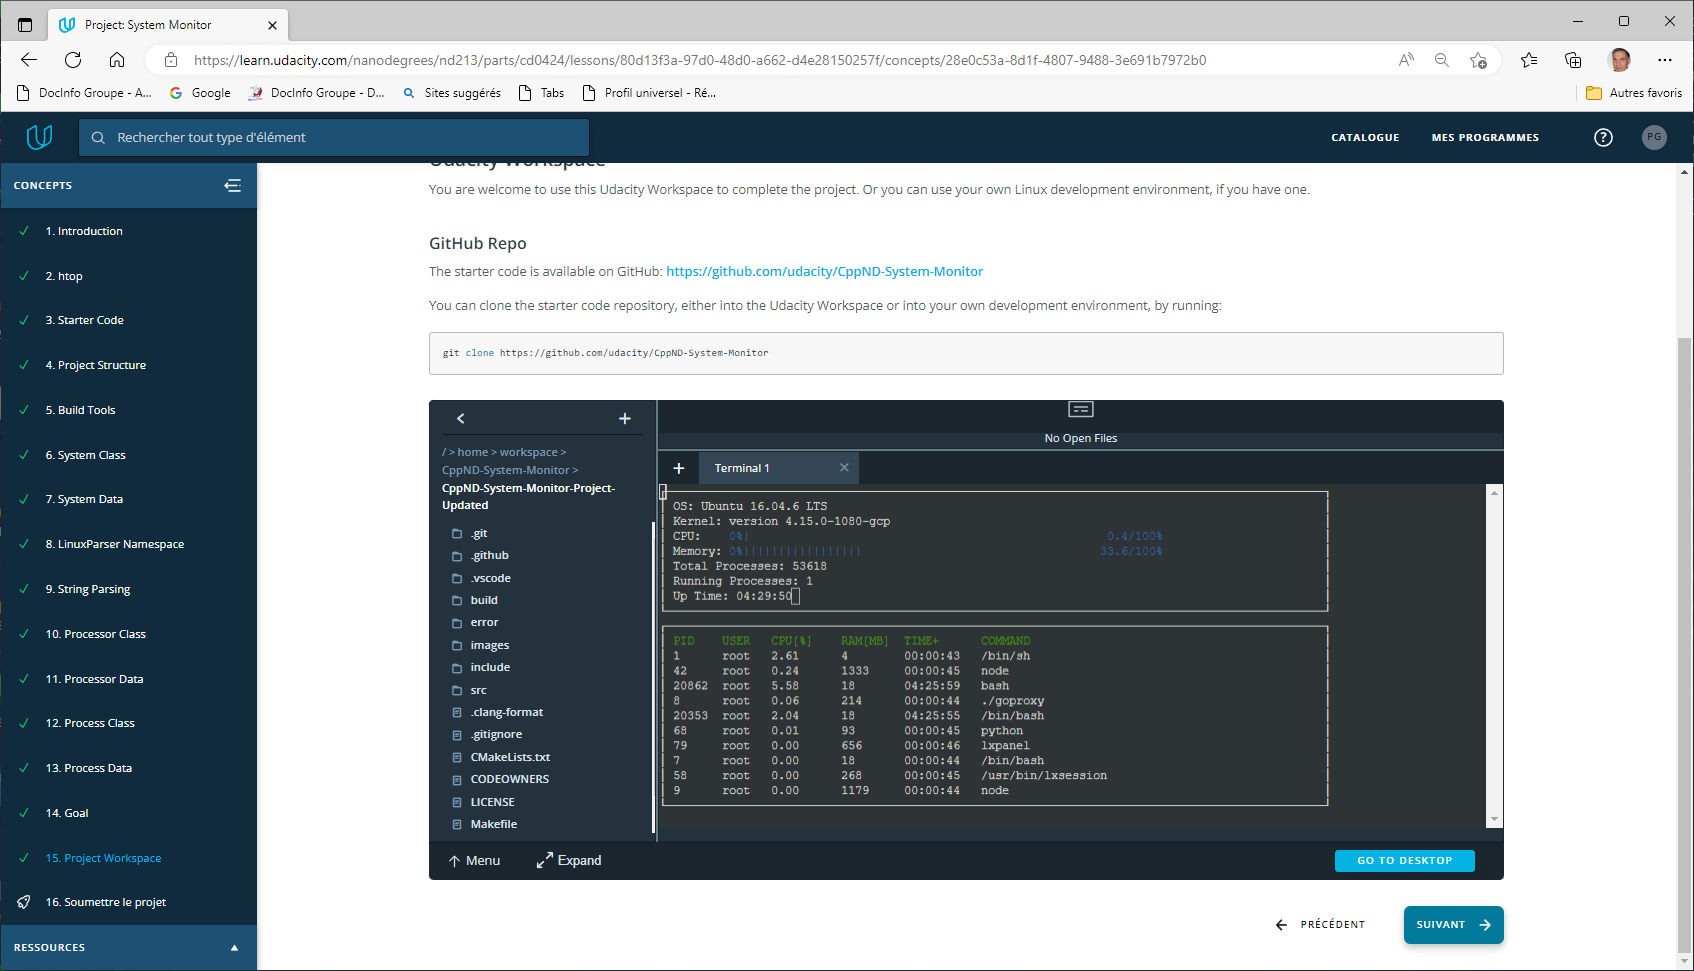 Project: System Monitor
https://learn.udacity.com/nanodegrees/nd213/parts/cd0424/lessons/80d13f3a-97d0-48d0-a662-d4e28150257f/concepts/28e0c53a-8d1f-4807-9488-3e691b7972b0
DocInfo Groupe - A... Google DocInfo Groupe - D... Sites suggérés Tabs Profil universel - Ré... Autres favoris
Rechercher tout type d'élément CATALOGUE MES PROGRAMMES PG
CONCEPTS
1. Introduction
2. htop
3. Starter Code
4. Project Structure
5. Build Tools
6. System Class
7. System Data
8. LinuxParser Namespace
9. String Parsing
10. Processor Class
11. Processor Data
12. Process Class
13. Process Data
14. Goal
15. Project Workspace
16. Soumettre le projet
RESSOURCES
Udacity Workspace
You are welcome to use this Udacity Workspace to complete the project. Or you can use your own Linux development environment, if you have one.
GitHub Repo
The starter code is available on GitHub: https://github.com/udacity/CppND-System-Monitor
You can clone the starter code repository, either into the Udacity Workspace or into your own development environment, by running:
git clone https://github.com/udacity/CppND-System-Monitor
/ > home > workspace >
CppND-System-Monitor >
CppND-System-Monitor-Project-
Updated
.git
.github
.vscode
build
error
images
include
src
.clang-format
.gitignore
CMakeLists.txt
CODEOWNERS
LICENSE
Makefile
No Open Files
Terminal 1
OS: Ubuntu 16.04.6 LTS
Kernel: version 4.15.0-1080-gcp
CPU: 0%| 0.4/100%
Memory: 0%||||||||||||||||| 33.6/100%
Total Processes: 53618
Running Processes: 1
Up Time: 04:29:50
PID USER CPU[%] RAM[MB] TIME+ COMMAND
1 root 2.61 4 00:00:43 /bin/sh
42 root 0.24 1333 00:00:45 node
20862 root 5.58 18 04:25:59 bash
8 root 0.06 214 00:00:44 ./goproxy
20353 root 2.04 18 04:25:55 /bin/bash
68 root 0.01 93 00:00:45 python
79 root 0.00 656 00:00:46 lxpanel
7 root 0.00 18 00:00:44 /bin/bash
58 root 0.00 268 00:00:45 /usr/bin/lxsession
9 root 0.00 1179 00:00:44 node
Menu Expand GO TO DESKTOP
PRÉCÉDENT SUIVANT